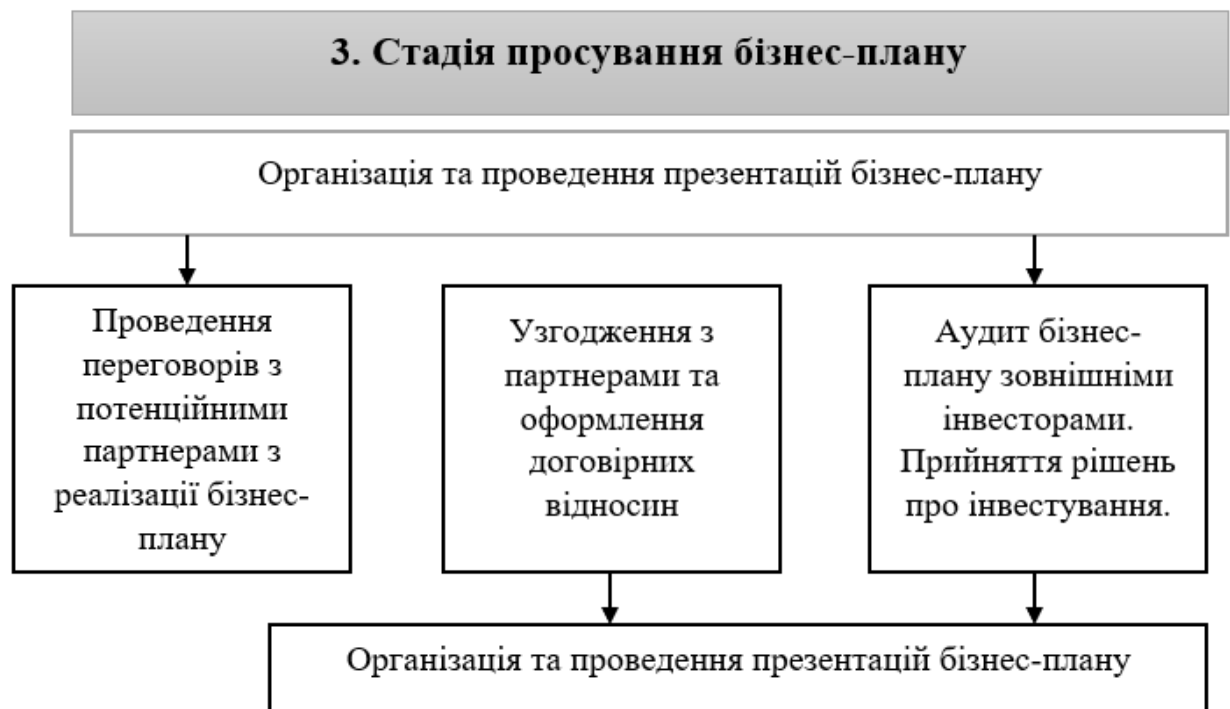 3. Стадія просування бізнес-плану
Організація та проведення презентацій бізнес-плану
Проведення
переговорів з
потенційними
партнерами з
реалізації бізнес-
плану
Узгодження з
партнерами та
оформлення
договірних
відносин
Аудит бізнес-
плану зовнішніми
інвесторами.
Прийняття рішень
про інвестування.
Організація та проведення презентацій бізнес-плану